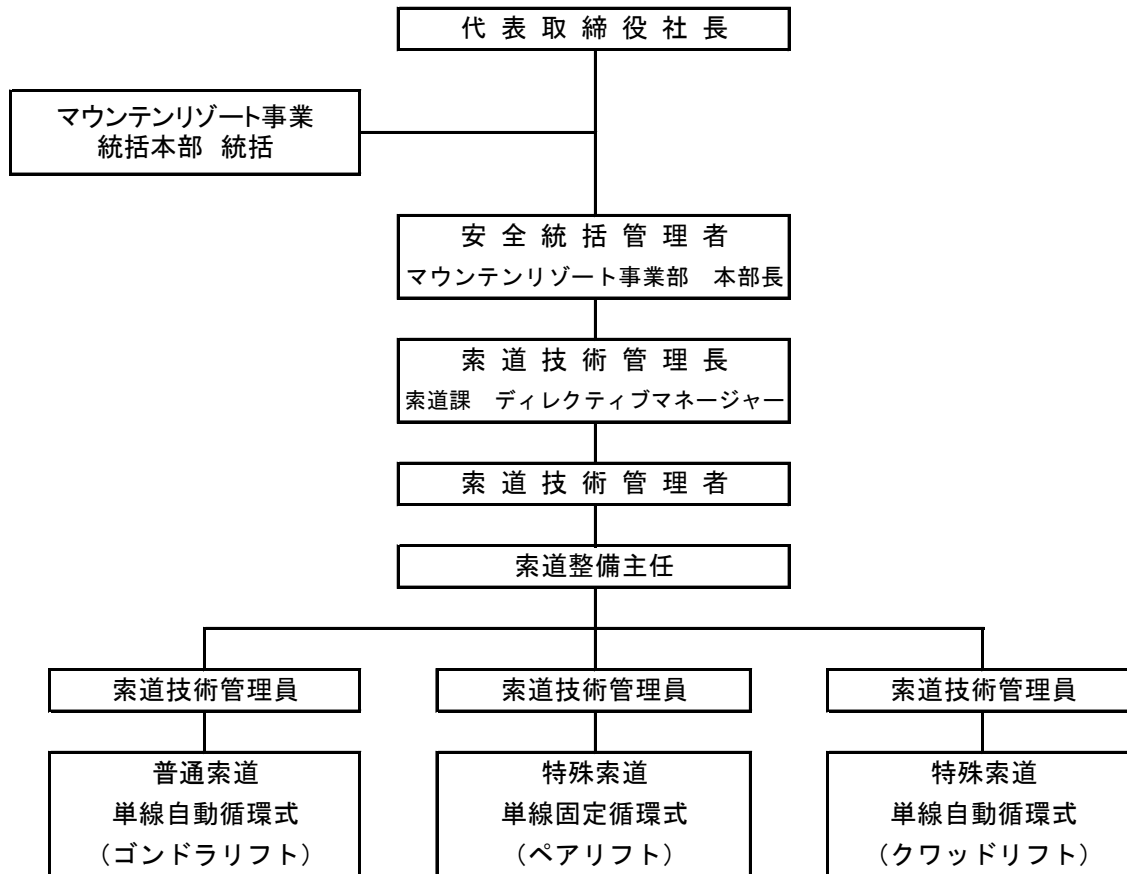 代表取締役社長
マウンテンリゾート事業
統括本部 統括
安全統括管理者
マウンテンリゾート事業部 本部長
索道技術管理長
索道課 ディレクティブマネージャー
索道技術管理者
索道整備主任
索道技術管理員
索道技術管理員
索道技術管理員
普通索道
単線自動循環式
（ゴンドラリフト）
特殊索道
単線固定循環式
（ペアリフト）
特殊索道
単線自動循環式
（クワッドリフト）